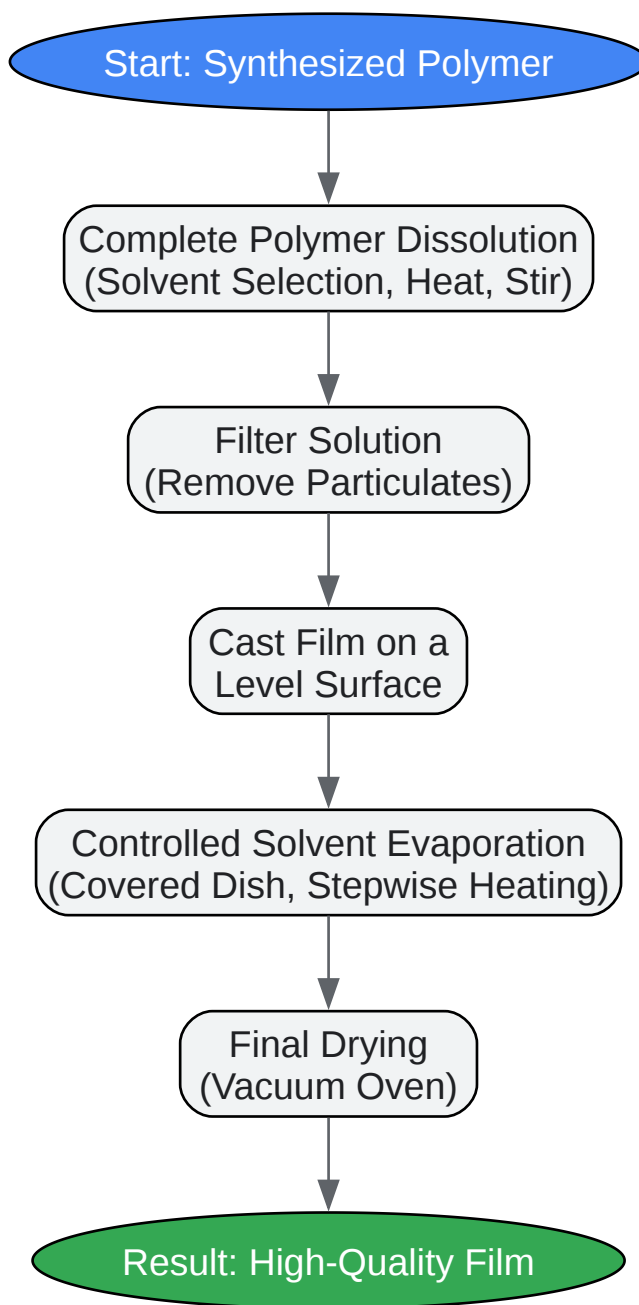 Start: Synthesized Polymer
Complete Polymer Dissolution
(Solvent Selection, Heat, Stir)
Filter Solution
(Remove Particulates)
Cast Film on a
Level Surface
Controlled Solvent Evaporation
(Covered Dish, Stepwise Heating)
Final Drying
(Vacuum Oven)
Result: High-Quality Film